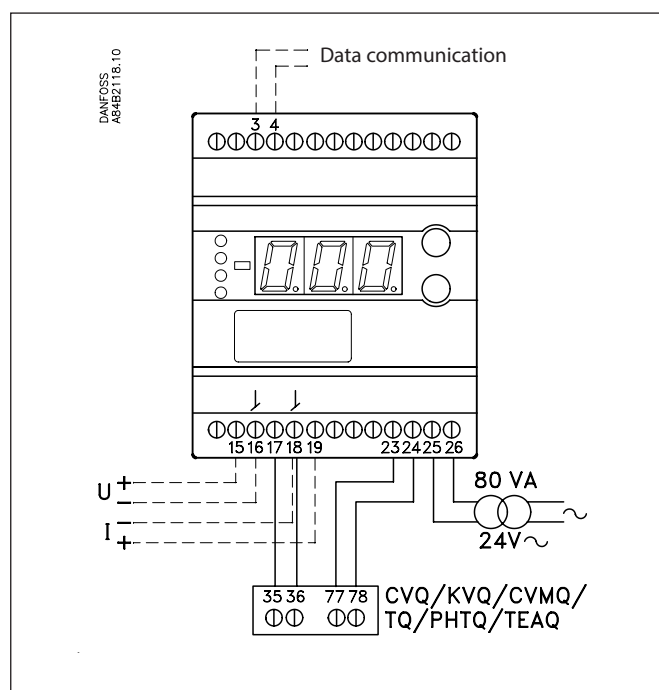 DANFOSS
A84B2118.10
Data communication
3 4
000
15 16 17 18 19 23 24 25 26
U + −
I − +
80 VA
24V~
~
35 36 77 78
CVQ/KVQ/CVMQ/
TQ/PHTQ/TEAQ